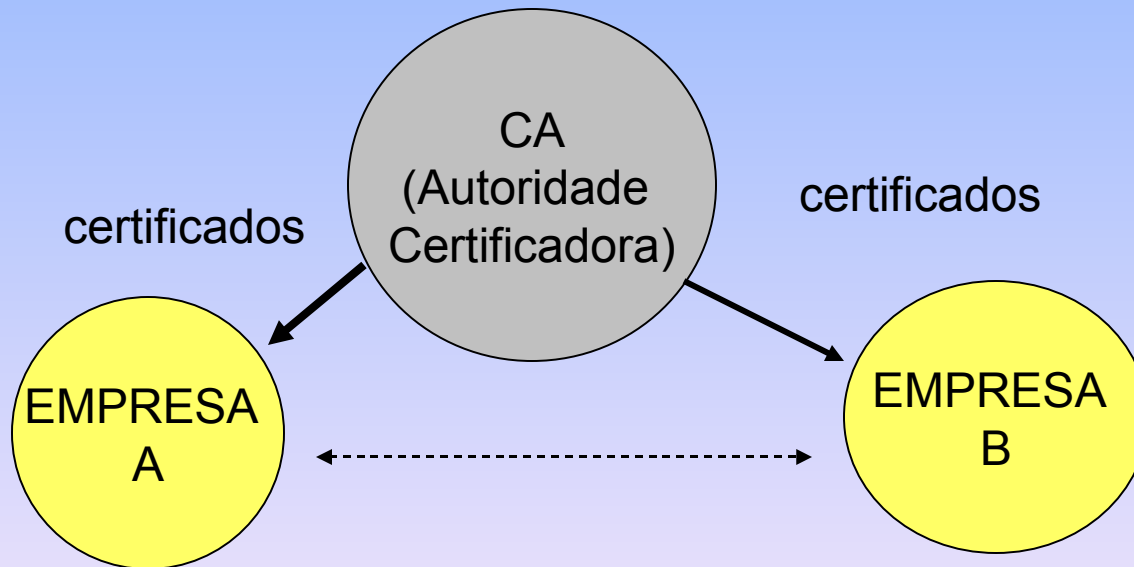 CA
(Autoridade
Certificadora)
certificados
certificados
EMPRESA
A
EMPRESA
B